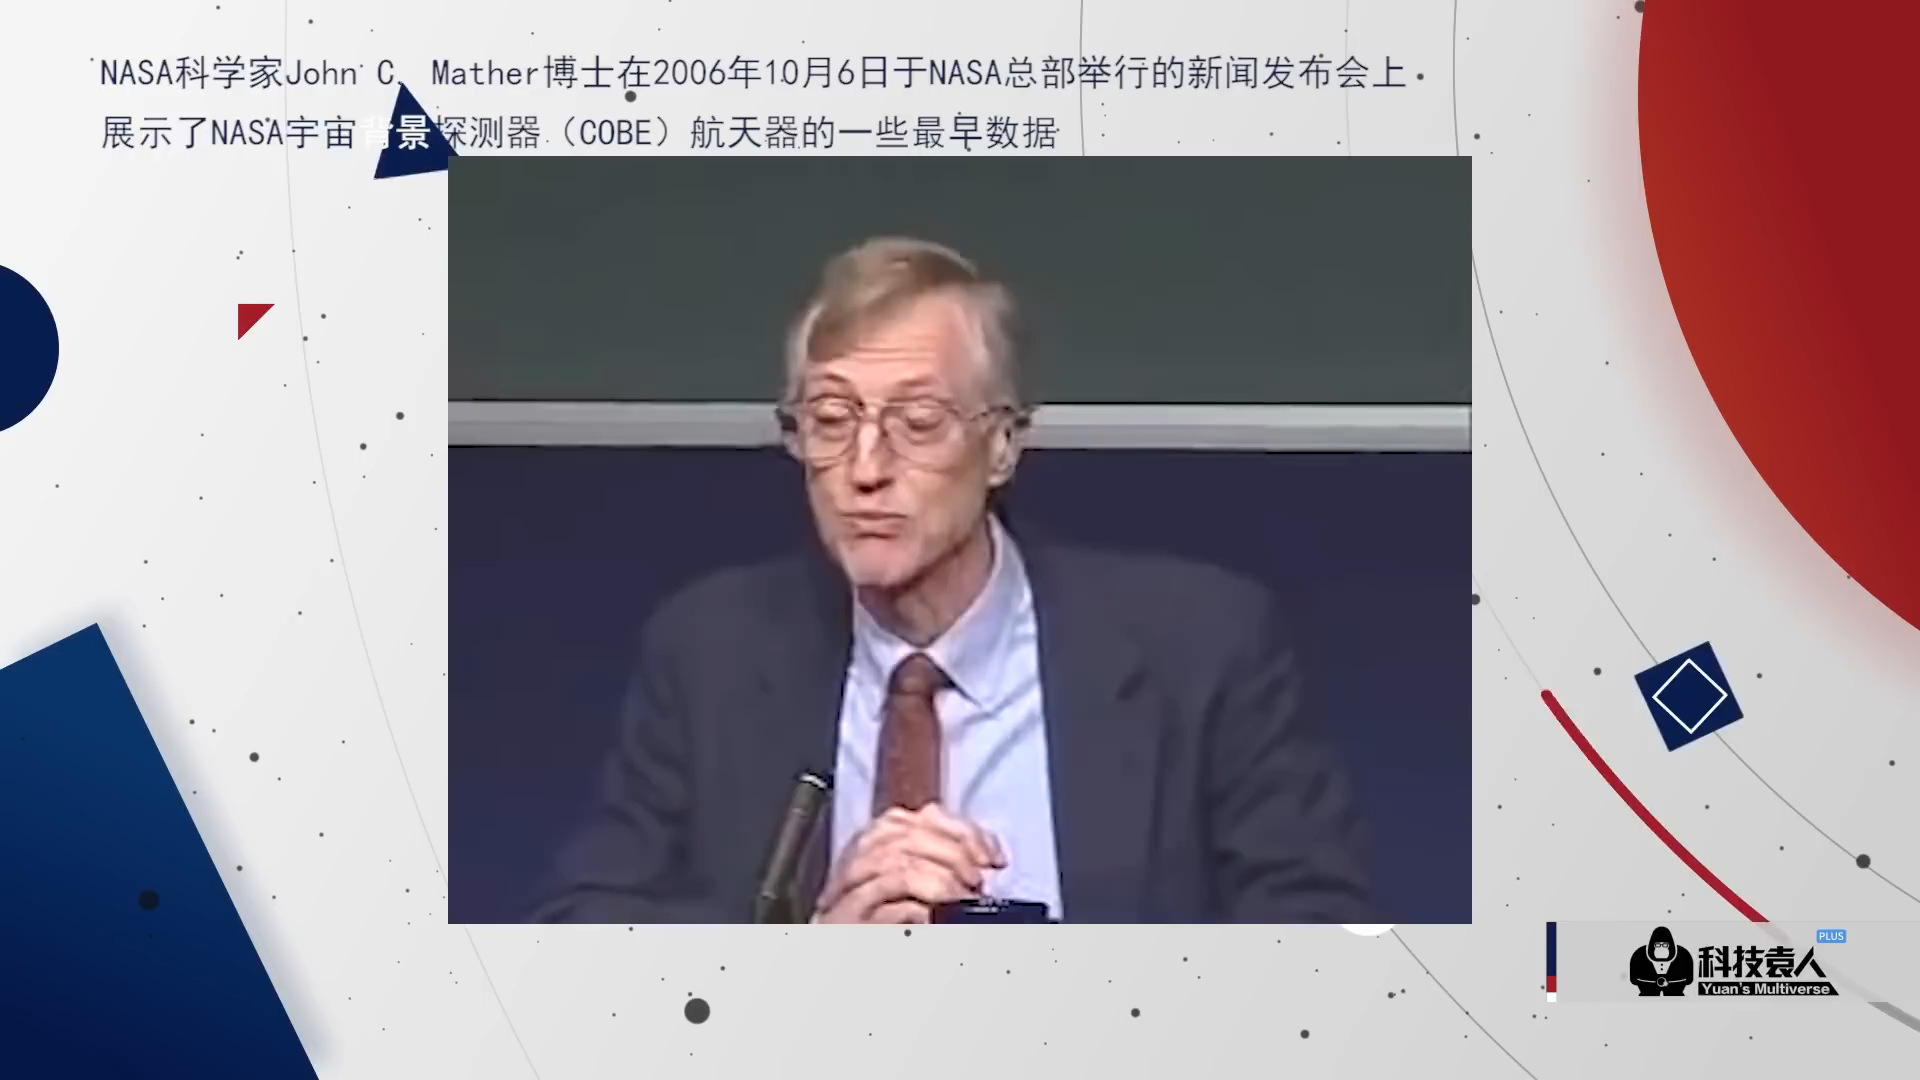 NASA科学家John C. Mather博士在2006年10月6日于NASA总部举行的新闻发布会上
展示了NASA宇宙背景探测器（COBE）航天器的一些最早数据
PLUS
科技袁人
Yuan's Multiverse